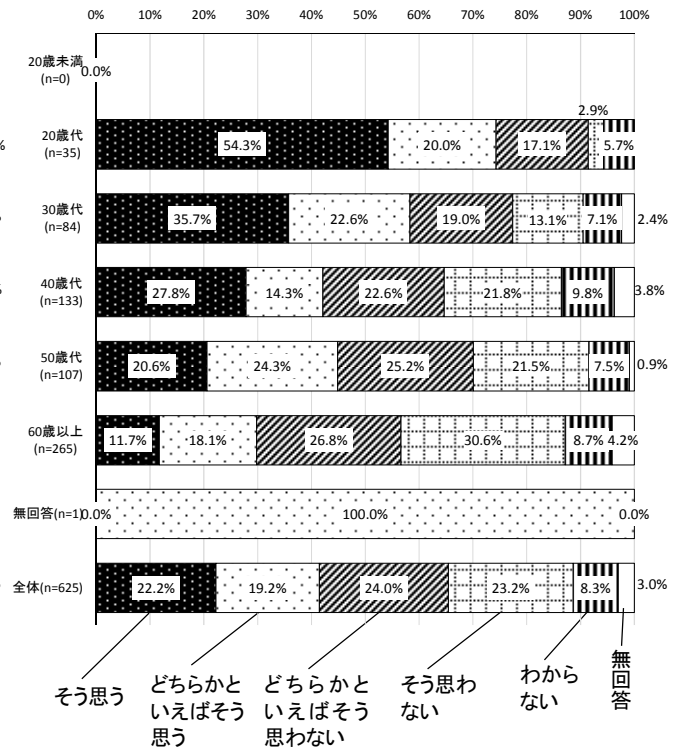 0% 10% 20% 30% 40% 50% 60% 70% 80% 90% 100%
20歳未満
(n=0)
0.0%
2.9%
20歳代
(n=35)
54.3% 20.0% 17.1% 5.7%
%
30歳代
(n=84)
35.7% 22.6% 19.0% 13.1% 7.1% 2.4%
40歳代
(n=133)
27.8% 14.3% 22.6% 21.8% 9.8% 3.8%
%
50歳代
(n=107)
20.6% 24.3% 25.2% 21.5% 7.5% 0.9%
60歳以上
(n=265)
11.7% 18.1% 26.8% 30.6% 8.7% 4.2%
無回答(n=1) 0.0% 100.0% 0.0%
全体(n=625) 22.2% 19.2% 24.0% 23.2% 8.3% 3.0%
そう思う
どちらかと
いえばそう
思う
どちらかと
いえばそう
思わない
そう思わ
ない
わから
ない
無回答